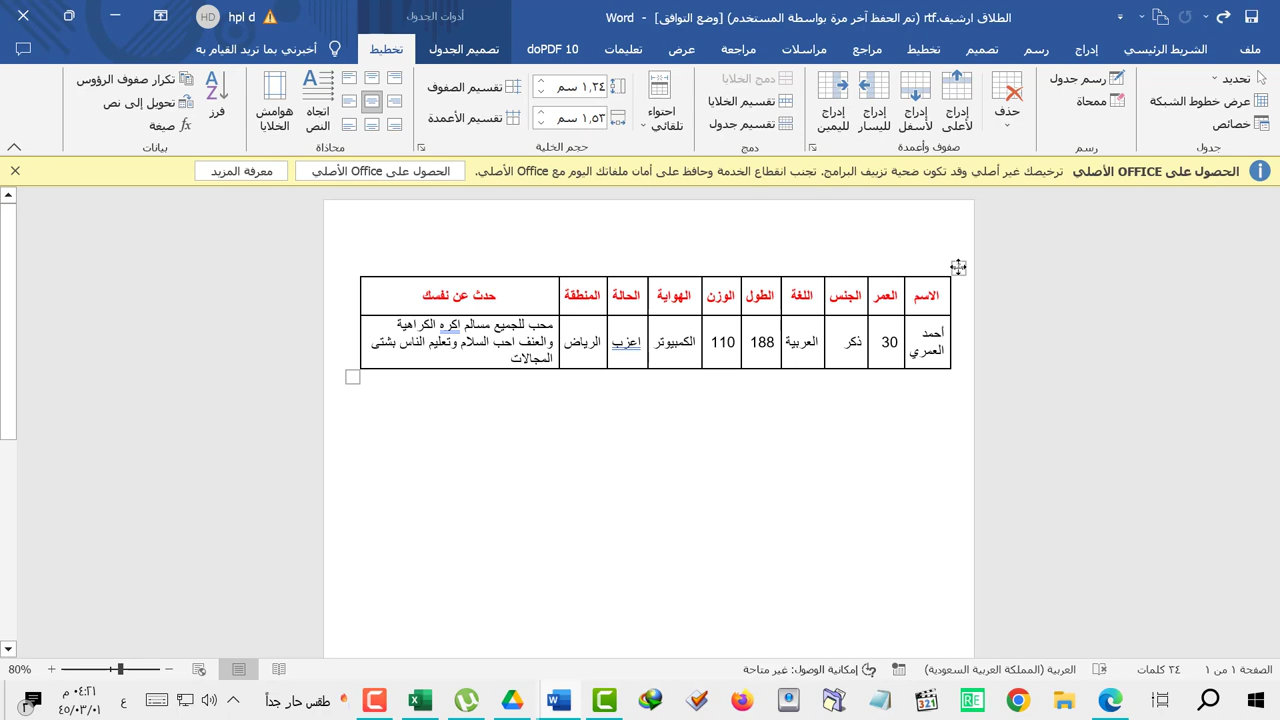 الطلاق ارشيف.rtf (تم الحفظ آخر مرة بواسطة المستخدم) [وضع التوافق] - Word
أدوات الجدول
hpl d
HD
ملف
الشريط الرئيسي
إدراج
رسم
تصميم
تخطيط
مراجع
مراسلات
مراجعة
عرض
تعليمات
doPDF 10
تصميم الجدول
تخطيط
أخبرني بما تريد القيام به
تحديد
عرض خطوط الشبكة
خصائص
جدول
رسم جدول
ممحاة
رسم
حذف
إدراج لأعلى
إدراج لأسفل
إدراج لليسار
إدراج لليمين
صفوف وأعمدة
دمج الخلايا
تقسيم الخلايا
تقسيم جدول
دمج
احتواء تلقائي
١,٢٤ سم
١,٥٣ سم
تقسيم الصفوف
تقسيم الأعمدة
حجم الخلية
اتجاه النص
هوامش الخلايا
محاذاة
فرز
تكرار صفوف الرؤوس
تحويل إلى نص
صيغة
بيانات
الحصول على OFFICE الأصلي ترخيصك غير أصلي وقد تكون ضحية تزييف البرامج. تجنب انقطاع الخدمة وحافظ على أمان ملفاتك اليوم مع Office الأصلي.
الحصول على Office الأصلي
معرفة المزيد
الاسم العمر الجنس اللغة الطول الوزن الهواية الحالة المنطقة حدث عن نفسك
أحمد العمري 30 ذكر العربية 188 110 الكمبيوتر اعزب الرياض محب للجميع مسالم اكره الكراهية
والعنف احب السلام وتعليم الناس بشتى
المجالات
الصفحة ١ من ١
٢٤ كلمات
العربية (المملكة العربية السعودية)
إمكانية الوصول: غير متاحة
80%
طقس حار جداً
ع
٠٤:٢١ م
٤٥/٠٣/٠١